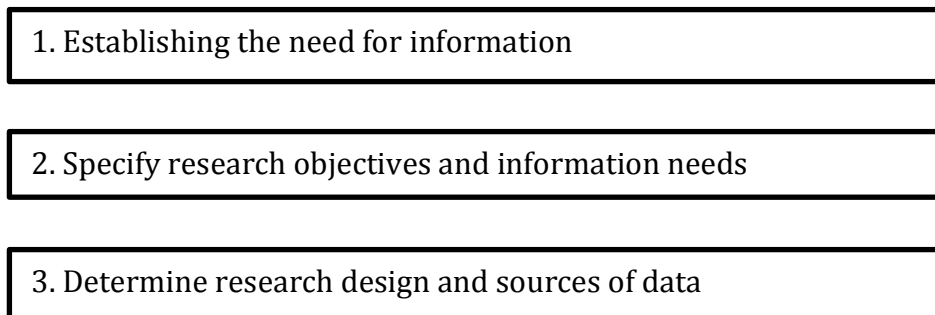 1. Establishing the need for information
2. Specify research objectives and information needs
3. Determine research design and sources of data